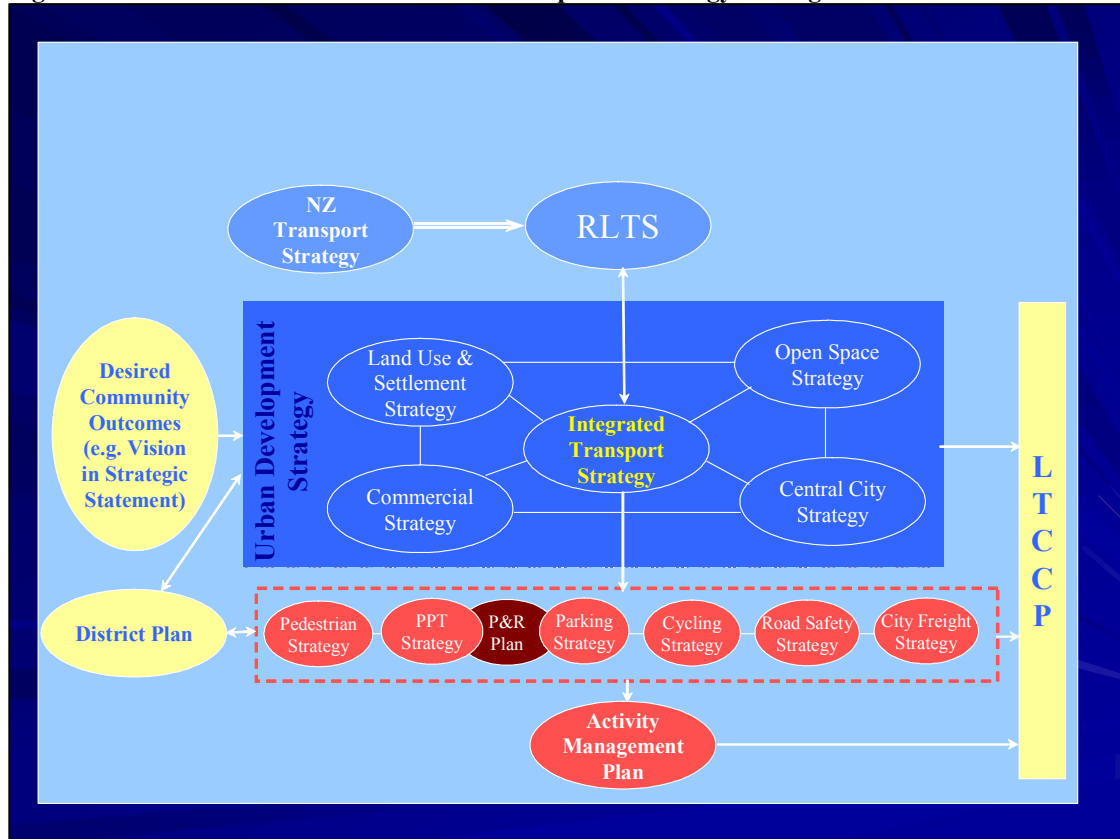 NZ
Transport
Strategy
RLTS
Desired
Community
Outcomes
(e.g. Vision
in Strategic
Statement)
Urban Development
Strategy
Land Use &
Settlement
Strategy
Open Space
Strategy
Integrated
Transport
Strategy
Commercial
Strategy
Central City
Strategy
L
T
C
C
P
District Plan
Pedestrian
Strategy
PPT
Strategy
P&R
Plan
Parking
Strategy
Cycling
Strategy
Road Safety
Strategy
City Freight
Strategy
Activity
Management
Plan